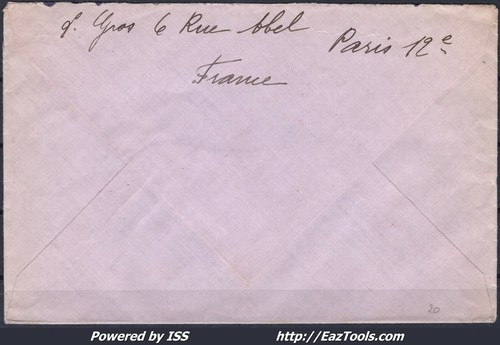 L. Gros 6 Rue Abel Paris 12e
France
20
Powered by ISS http://EazTools.com